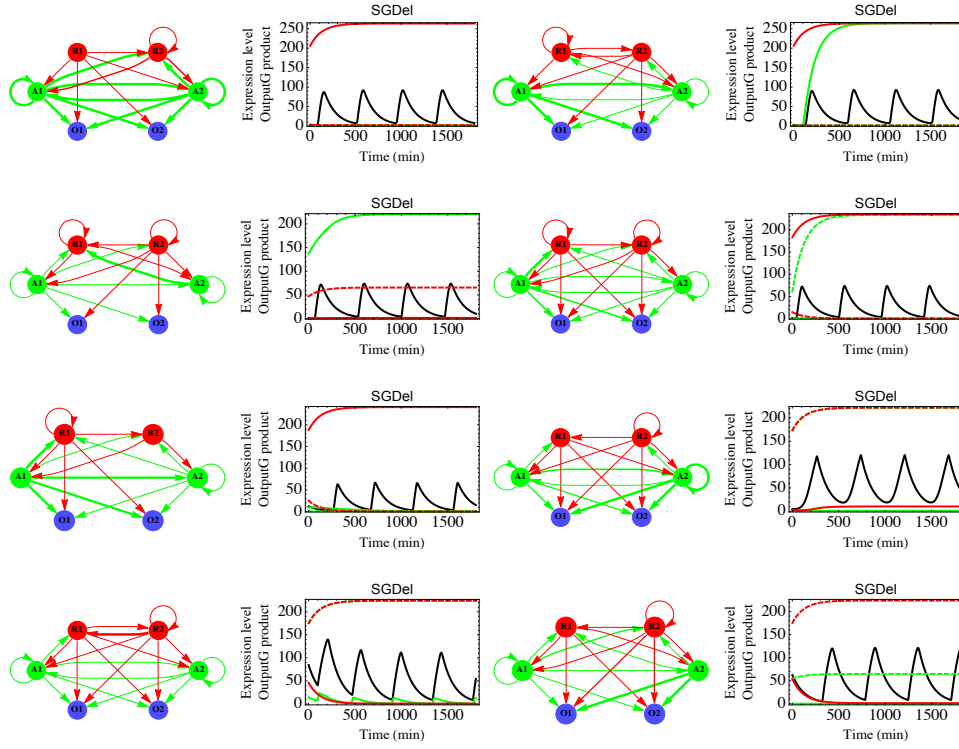 SGDel
R1 R2
A1 A2
O1 O2
Expression level
OutputG product
250
200
150
100
50
0
0 500 1000 1500
Time (min)
SGDel
R1 R2
A1 A2
O1 O2
Expression level
OutputG product
250
200
150
100
50
0
0 500 1000 1500
Time (min)
SGDel
R1 R2
A1 A2
O1 O2
Expression level
OutputG product
200
150
100
50
0
0 500 1000 1500
Time (min)
SGDel
R1 R2
A1 A2
O1 O2
Expression level
OutputG product
200
150
100
50
0
0 500 1000 1500
Time (min)
SGDel
R1 R2
A1 A2
O1 O2
Expression level
OutputG product
200
150
100
50
0
0 500 1000 1500
Time (min)
SGDel
R1 R2
A1 A2
O1 O2
Expression level
OutputG product
200
150
100
50
0
0 500 1000 1500
Time (min)
SGDel
R1 R2
A1 A2
O1 O2
Expression level
OutputG product
200
150
100
50
0
0 500 1000 1500
Time (min)
SGDel
R1 R2
A1 A2
O1 O2
Expression level
OutputG product
200
150
100
50
0
0 500 1000 1500
Time (min)